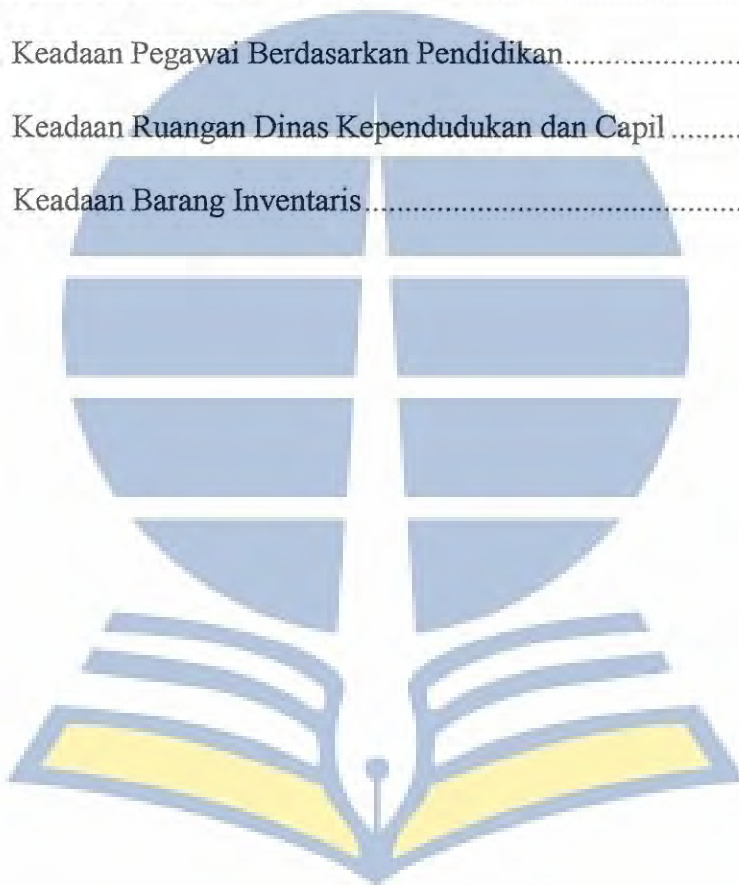 Keadaan Pegawai Berdasarkan Pendidikan......................
Keadaan Ruangan Dinas Kependudukan dan Capil .........
Keadaan Barang Inventaris............................................